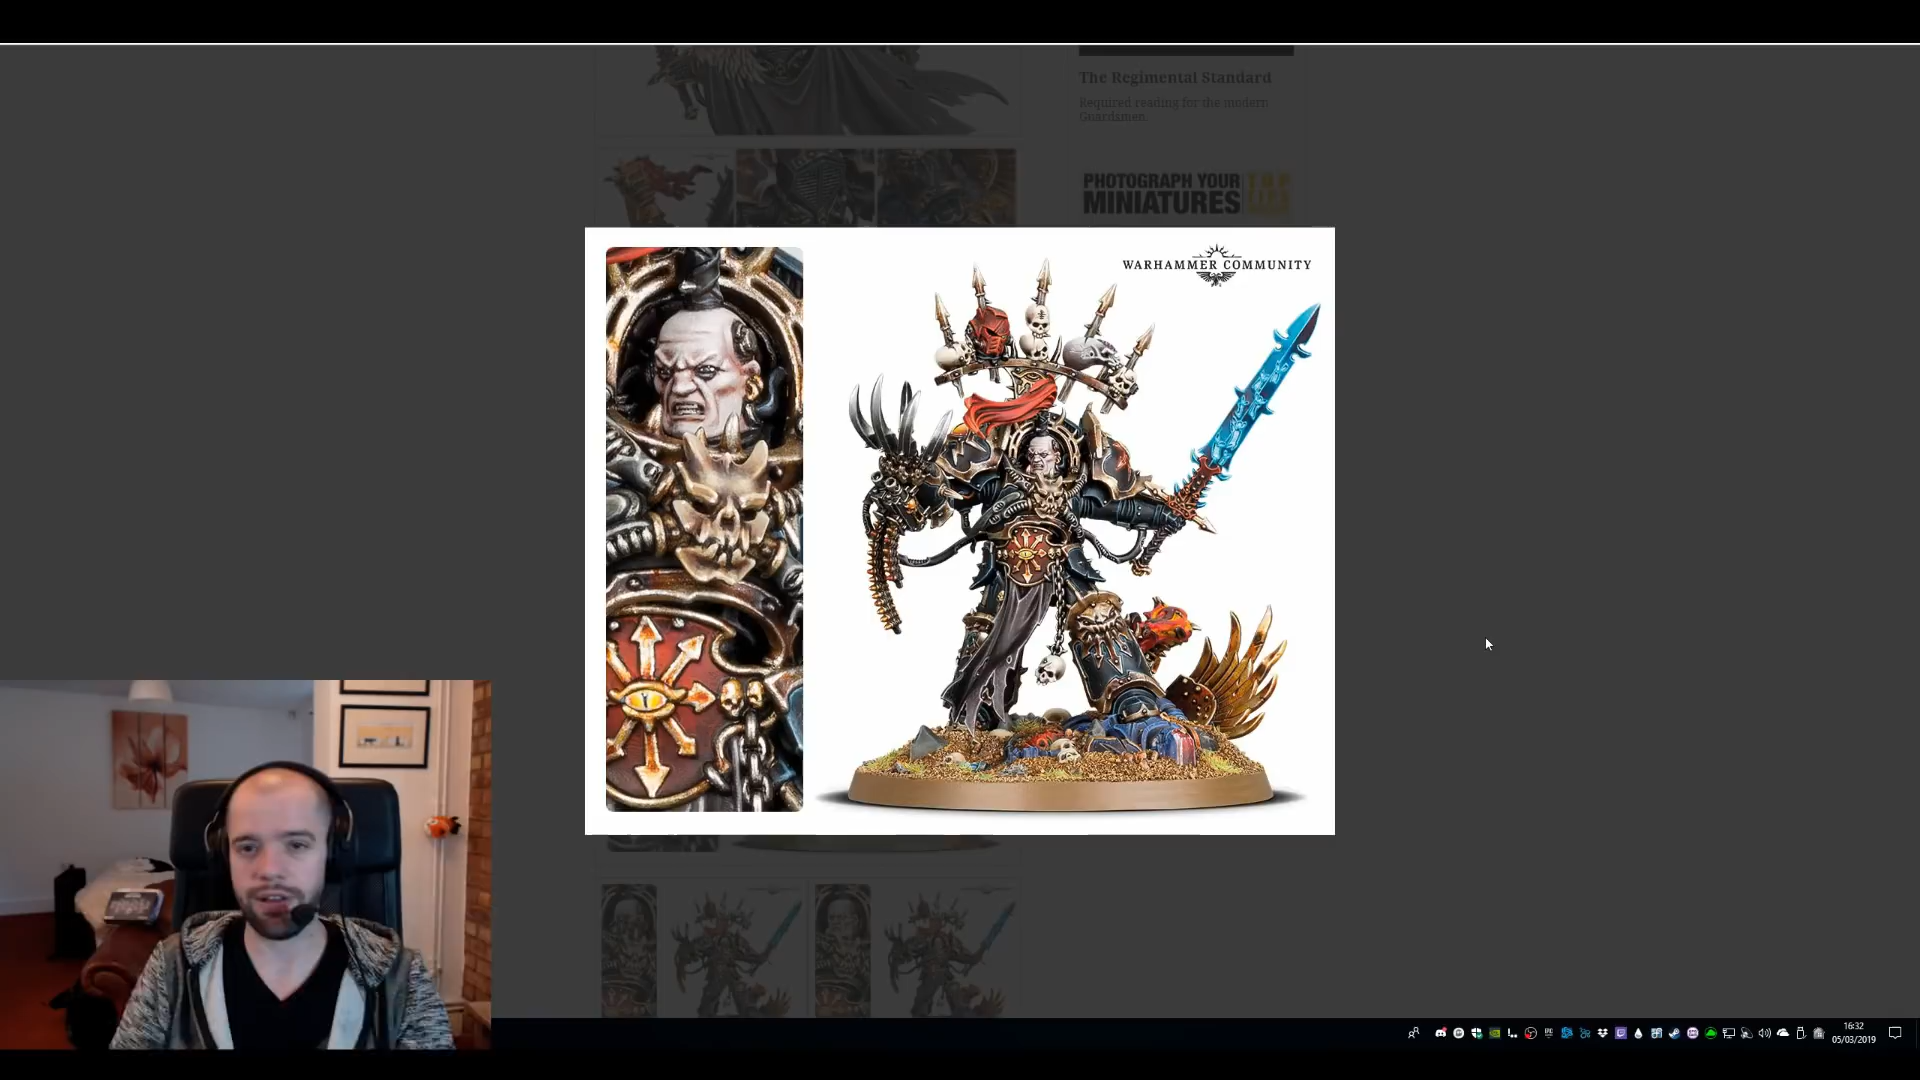 The Regimental Standard
Required reading for the modern
Guardsmen.
PHOTOGRAPH YOUR
MINIATURES
WARHAMMER COMMUNITY
16:32
05/03/2019